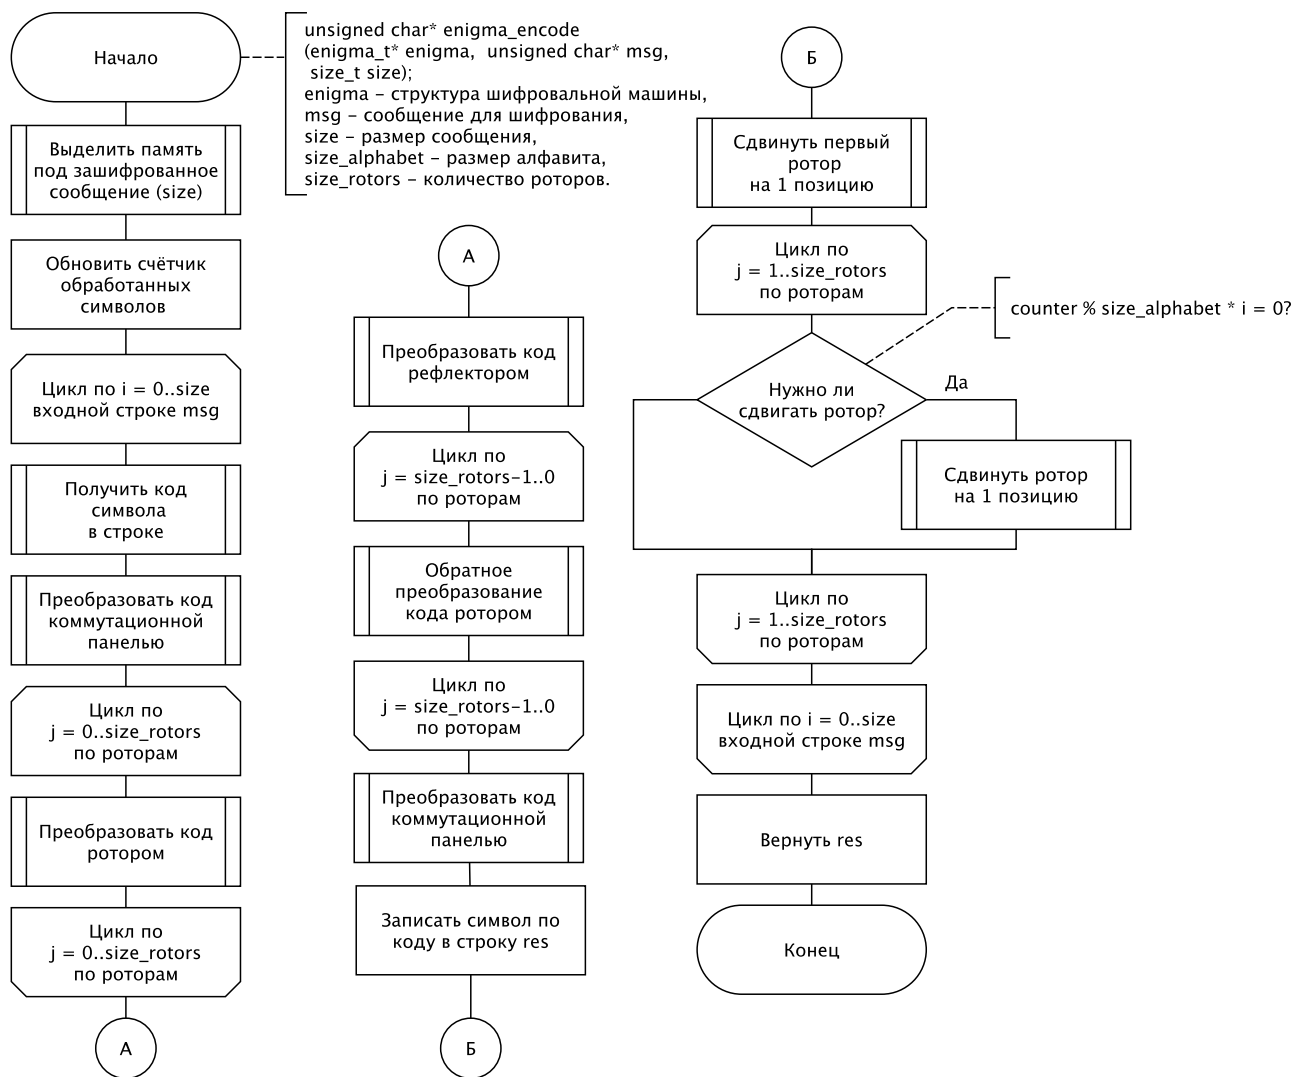 Начало
unsigned char* enigma_encode
(enigma_t* enigma, unsigned char* msg,
size_t size);
enigma – структура шифровальной машины,
msg – сообщение для шифрования,
size – размер сообщения,
size_alphabet – размер алфавита,
size_rotors – количество роторов.
Выделить память
под зашифрованное
сообщение (size)
Обновить счётчик
обработанных
символов
Цикл по i = 0..size
входной строке msg
Получить код
символа
в строке
Преобразовать код
коммутационной
панелью
Цикл по
j = 0..size_rotors
по роторам
Преобразовать код
ротором
Цикл по
j = 0..size_rotors
по роторам
А
А
Преобразовать код
рефлектором
Цикл по
j = size_rotors–1..0
по роторам
Обратное
преобразование
кода ротором
Цикл по
j = size_rotors–1..0
по роторам
Преобразовать код
коммутационной
панелью
Записать символ по
коду в строку res
Б
Б
Сдвинуть первый
ротор
на 1 позицию
Цикл по
j = 1..size_rotors
по роторам
counter % size_alphabet * i = 0?
Нужно ли
сдвигать ротор?
Да
Сдвинуть ротор
на 1 позицию
Цикл по
j = 1..size_rotors
по роторам
Цикл по i = 0..size
входной строке msg
Вернуть res
Конец